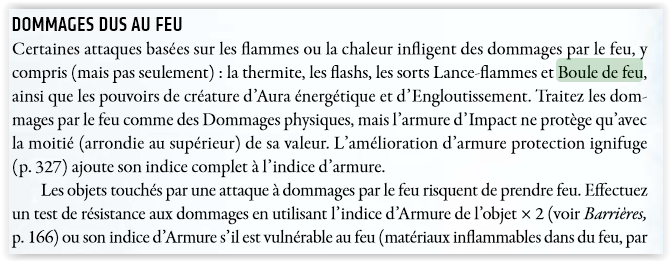 DOMMAGES DUS AU FEU
Certaines attaques basées sur les flammes ou la chaleur infligent des dommages par le feu, y
compris (mais pas seulement) : la thermite, les flashs, les sorts Lance-flammes et Boule de feu,
ainsi que les pouvoirs de créature d'Aura énergétique et d'Engloutissement. Traitez les dom-
mages par le feu comme des Dommages physiques, mais l'armure d'Impact ne protège qu'avec
la moitié (arrondie au supérieur) de sa valeur. L'amélioration d'armure protection ignifuge
(p. 327) ajoute son indice complet à l'indice d'armure.
Les objets touchés par une attaque à dommages par le feu risquent de prendre feu. Effectuez
un test de résistance aux dommages en utilisant l'indice d'Armure de l'objet × 2 (voir Barrières,
p. 166) ou son indice d'Armure s'il est vulnérable au feu (matériaux inflammables dans du feu, par